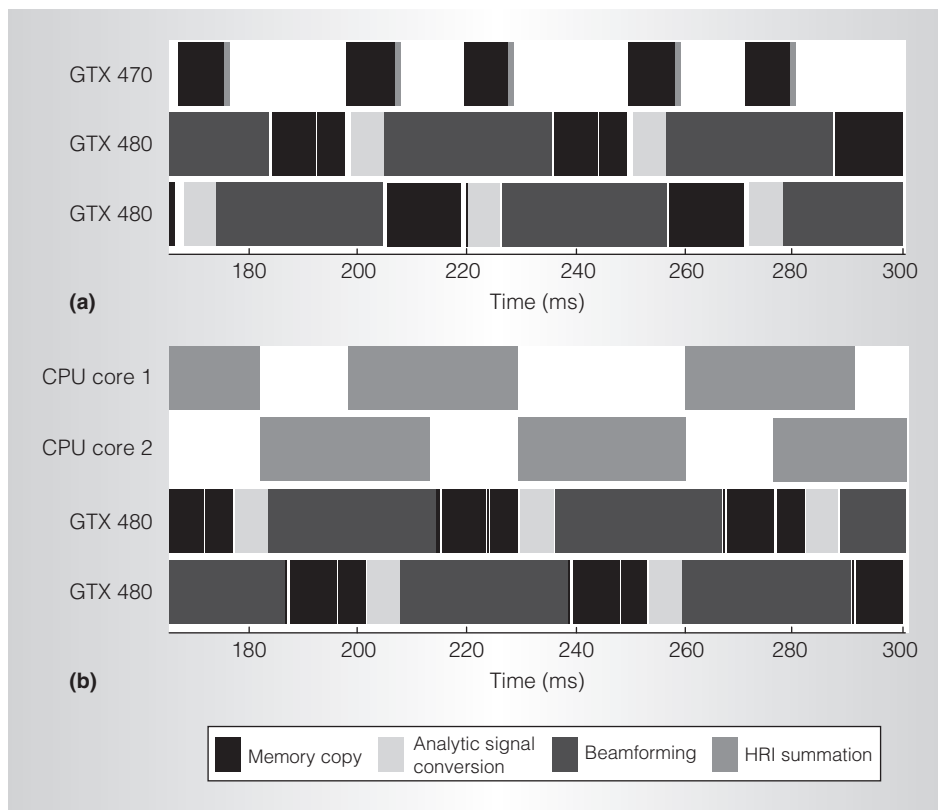 GTX 470
GTX 480
GTX 480
180 200 220 240 260 280 300
Time (ms)
(a)
CPU core 1
CPU core 2
GTX 480
GTX 480
180 200 220 240 260 280 300
Time (ms)
(b)
Memory copy
Analytic signal
conversion
Beamforming
HRI summation